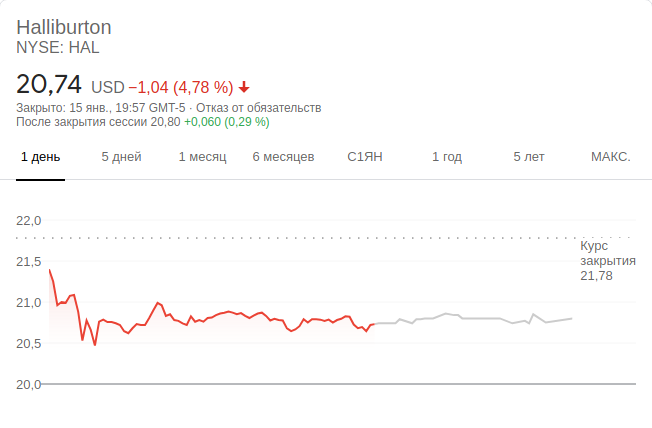 Halliburton
NYSE: HAL
20,74 USD −1,04 (4,78 %)
Закрыто: 15 янв., 19:57 GMT-5 · Отказ от обязательств
После закрытия сессии 20,80 +0,060 (0,29 %)
1 день 5 дней 1 месяц 6 месяцев С1ЯН 1 год 5 лет МАКС.
22,0
Курс
закрытия
21,78
21,5
21,0
20,5
20,0